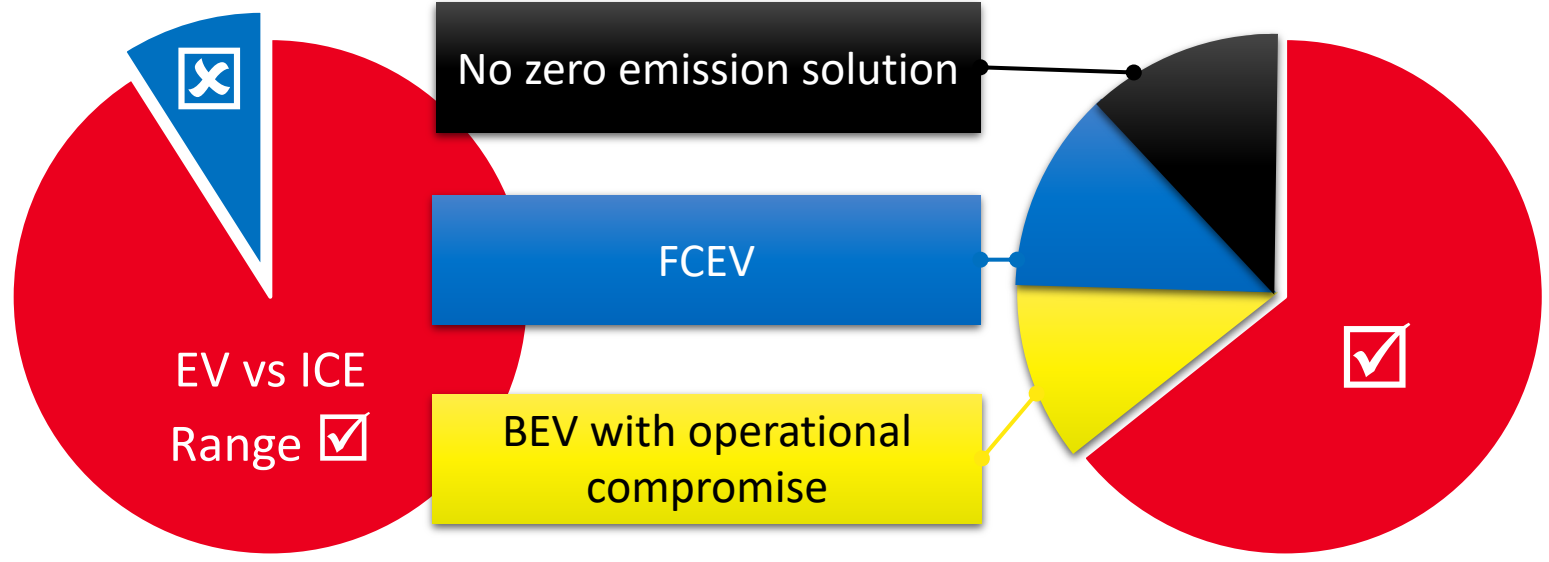 No zero emission solution
FCEV
EV vs ICE
Range ☑
BEV with operational
compromise